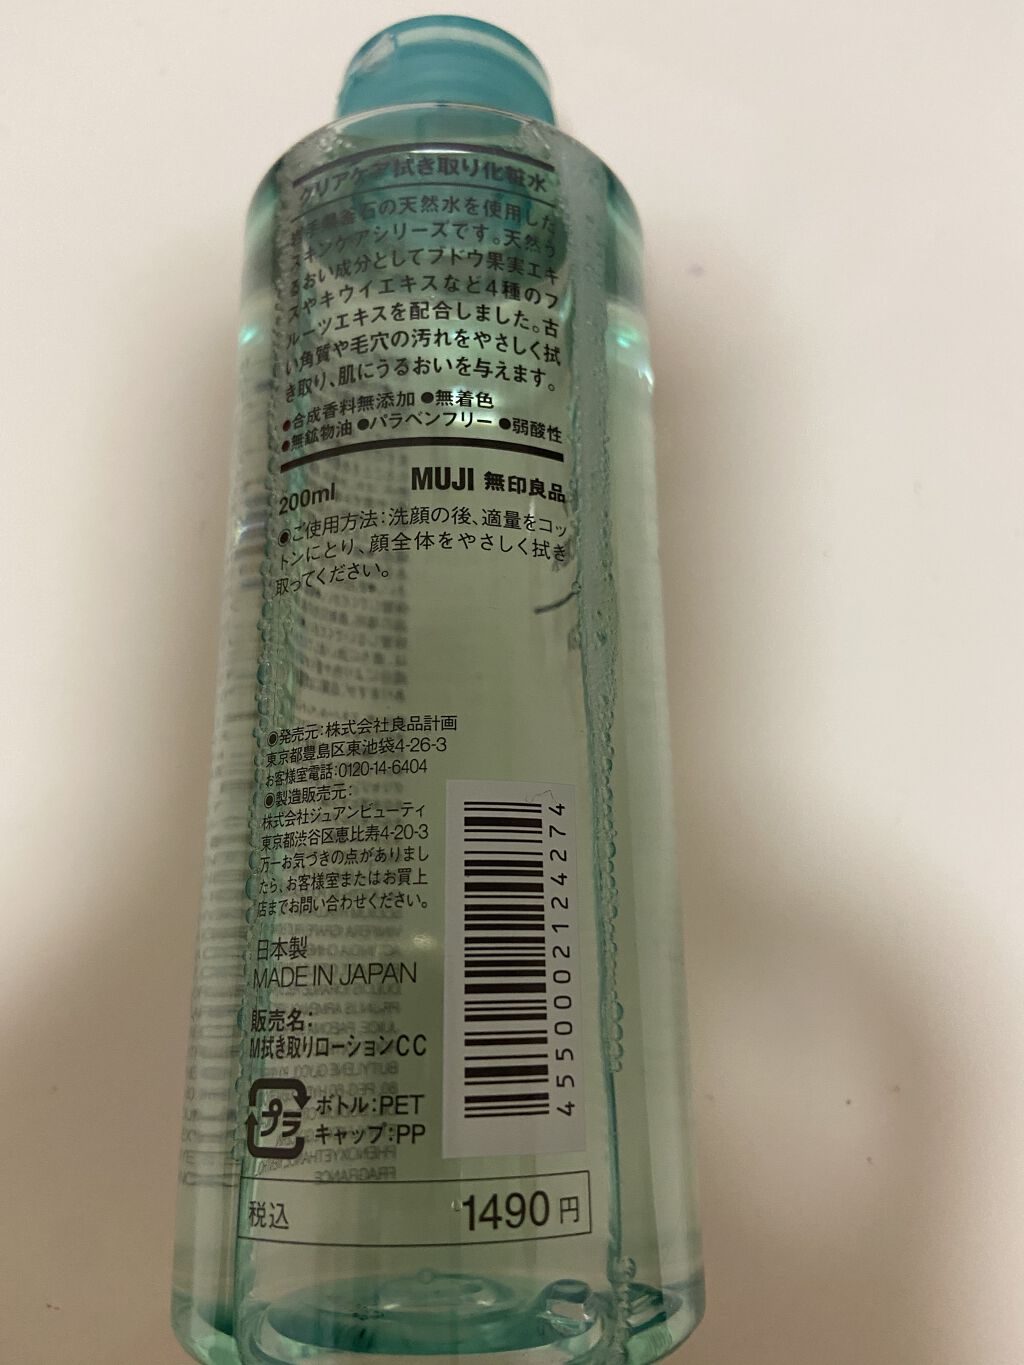 クリアケア拭き取り化粧水
岩手県釜石の天然水を使用した
スキンケアシリーズです。天然う
るおい成分としてブドウ果実エキ
スやキウイエキスなど4種のフ
ルーツエキスを配合しました。古
い角質や毛穴の汚れをやさしく拭
き取り、肌にうるおいを与えます。
●合成香料無添加 ●無着色
●無鉱物油 ●パラベンフリー ●弱酸性
200ml MUJI 無印良品
◉ご使用方法：洗顔の後、適量をコッ
トンにとり、顔全体をやさしく拭き
取ってください。
◉発売元：株式会社良品計画
東京都豊島区東池袋4-26-3
お客様室電話：0120-14-6404
◉製造販売元：
株式会社ジュアンビューティ
東京都渋谷区恵比寿4-20-3
万一お気づきの点がありまし
たら、お客様室またはお買上
店までお問い合わせください。
日本製
MADE IN JAPAN
販売名：
M拭き取りローションCC
プラ
ボトル：PET
キャップ：PP
4550002124274
税込 1490円
FRAGRANCE